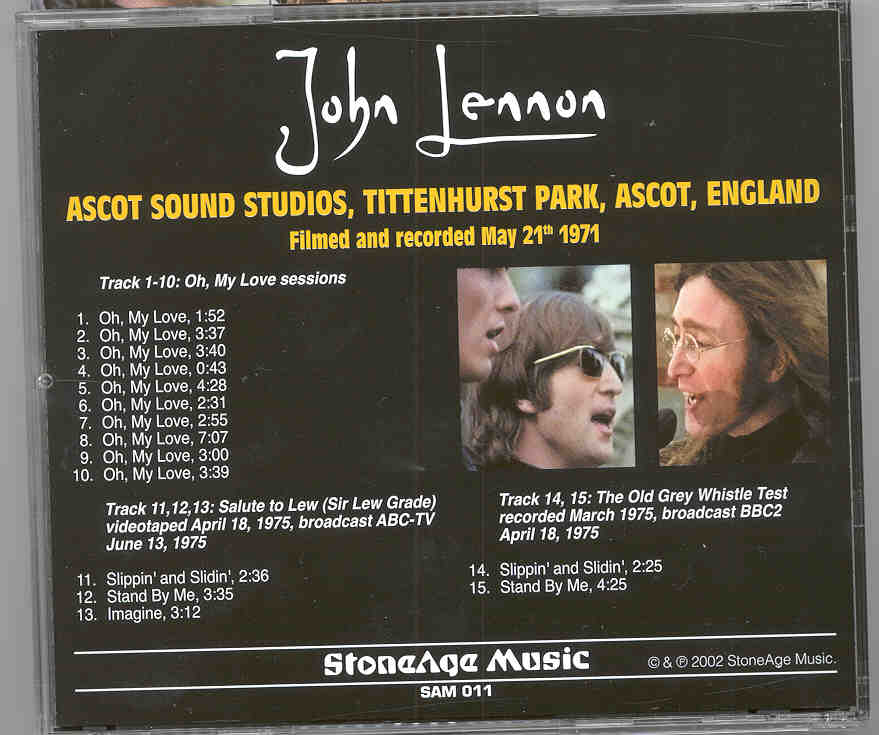 John Lennon
ASCOT SOUND STUDIOS, TITTENHURST PARK, ASCOT, ENGLAND
Filmed and recorded May 21th 1971
Track 1-10: Oh, My Love sessions
1. Oh, My Love, 1:52
2. Oh, My Love, 3:37
3. Oh, My Love, 3:40
4. Oh, My Love, 0:43
5. Oh, My Love, 4:28
6. Oh, My Love, 2:31
7. Oh, My Love, 2:55
8. Oh, My Love, 7:07
9. Oh, My Love, 3:00
10. Oh, My Love, 3:39
Track 11,12,13: Salute to Lew (Sir Lew Grade)
videotaped April 18, 1975, broadcast ABC-TV
June 13, 1975
11. Slippin' and Slidin', 2:36
12. Stand By Me, 3:35
13. Imagine, 3:12
Track 14, 15: The Old Grey Whistle Test
recorded March 1975, broadcast BBC2
April 18, 1975
14. Slippin' and Slidin', 2:25
15. Stand By Me, 4:25
StoneAge Music
© & ℗ 2002 StoneAge Music.
SAM 011